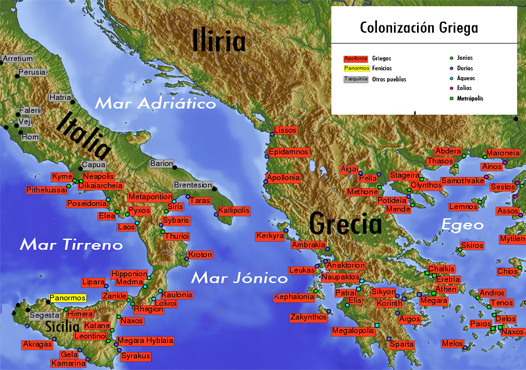 Colonización Griega
Apollonia Griegos
Panormos Fenicios
Tarquinia Otros pueblos
Jonios
Dorios
Aqueos
Eolios
Metrópolis
Iliria
Arretium
Perusia
Hatria
Mar Adriático
Falerii
Veji
Rom
Italia
Lissos
Epidamnos
Capua
Barion
Abdera
Maroneia
Thasos
Ainos
Kyme
Neapolis
Dikaiarcheia
Pithekussai
Apollonia
Aigai
Pella
Stageira
Samothrake
Brentesion
Olynthos
Sestos
Methone
Metapontion
Taras
Poseidonia
Pyxos
Siris
Kallipolis
Potideia
Mende
Lemnos
Assos
Elea
Laos
Sybaris
Thurioi
Grecia
Egeo
Kerkyra
Mar Tirreno
Ambrakia
Skiros
Mytilen
Kroton
Mar Jónico
Leukas
Anaktorion
Naupaktos
Chalkis
Eretria
Chios
Hipponion
Medma
Lipara
Kaulonia
Kephalonia
Patrai
Sikyon
Athen
Panormos
Zankle
Lokroi
Rhegion
Elis
Korinth
Megara
Andros
Tenos
Segesta
Himera
Naxos
Zakynthos
Argos
Delos
Sicilia
Katane
Megalopolis
Paros
Naxos
Akragas
Leontinoi
Megara Hyblaia
Sparta
Melos
Gela
Syrakus
Kamarina